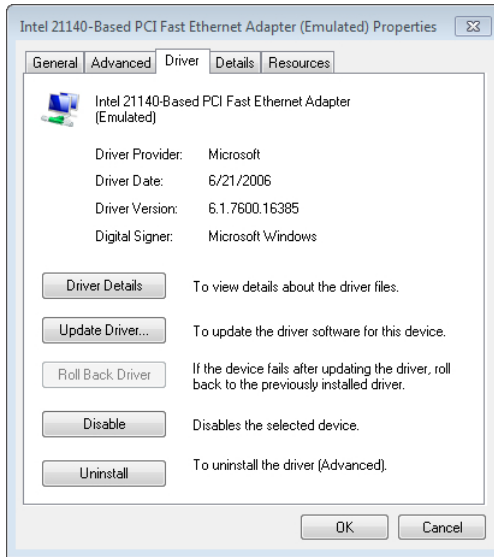 Intel 21140-Based PCI Fast Ethernet Adapter (Emulated) Properties
General Advanced Driver Details Resources
Intel 21140-Based PCI Fast Ethernet Adapter
(Emulated)
Driver Provider: Microsoft
Driver Date: 6/21/2006
Driver Version: 6.1.7600.16385
Digital Signer: Microsoft Windows
Driver Details To view details about the driver files.
Update Driver... To update the driver software for this device.
Roll Back Driver If the device fails after updating the driver, roll
back to the previously installed driver.
Disable Disables the selected device.
Uninstall To uninstall the driver (Advanced).
OK Cancel